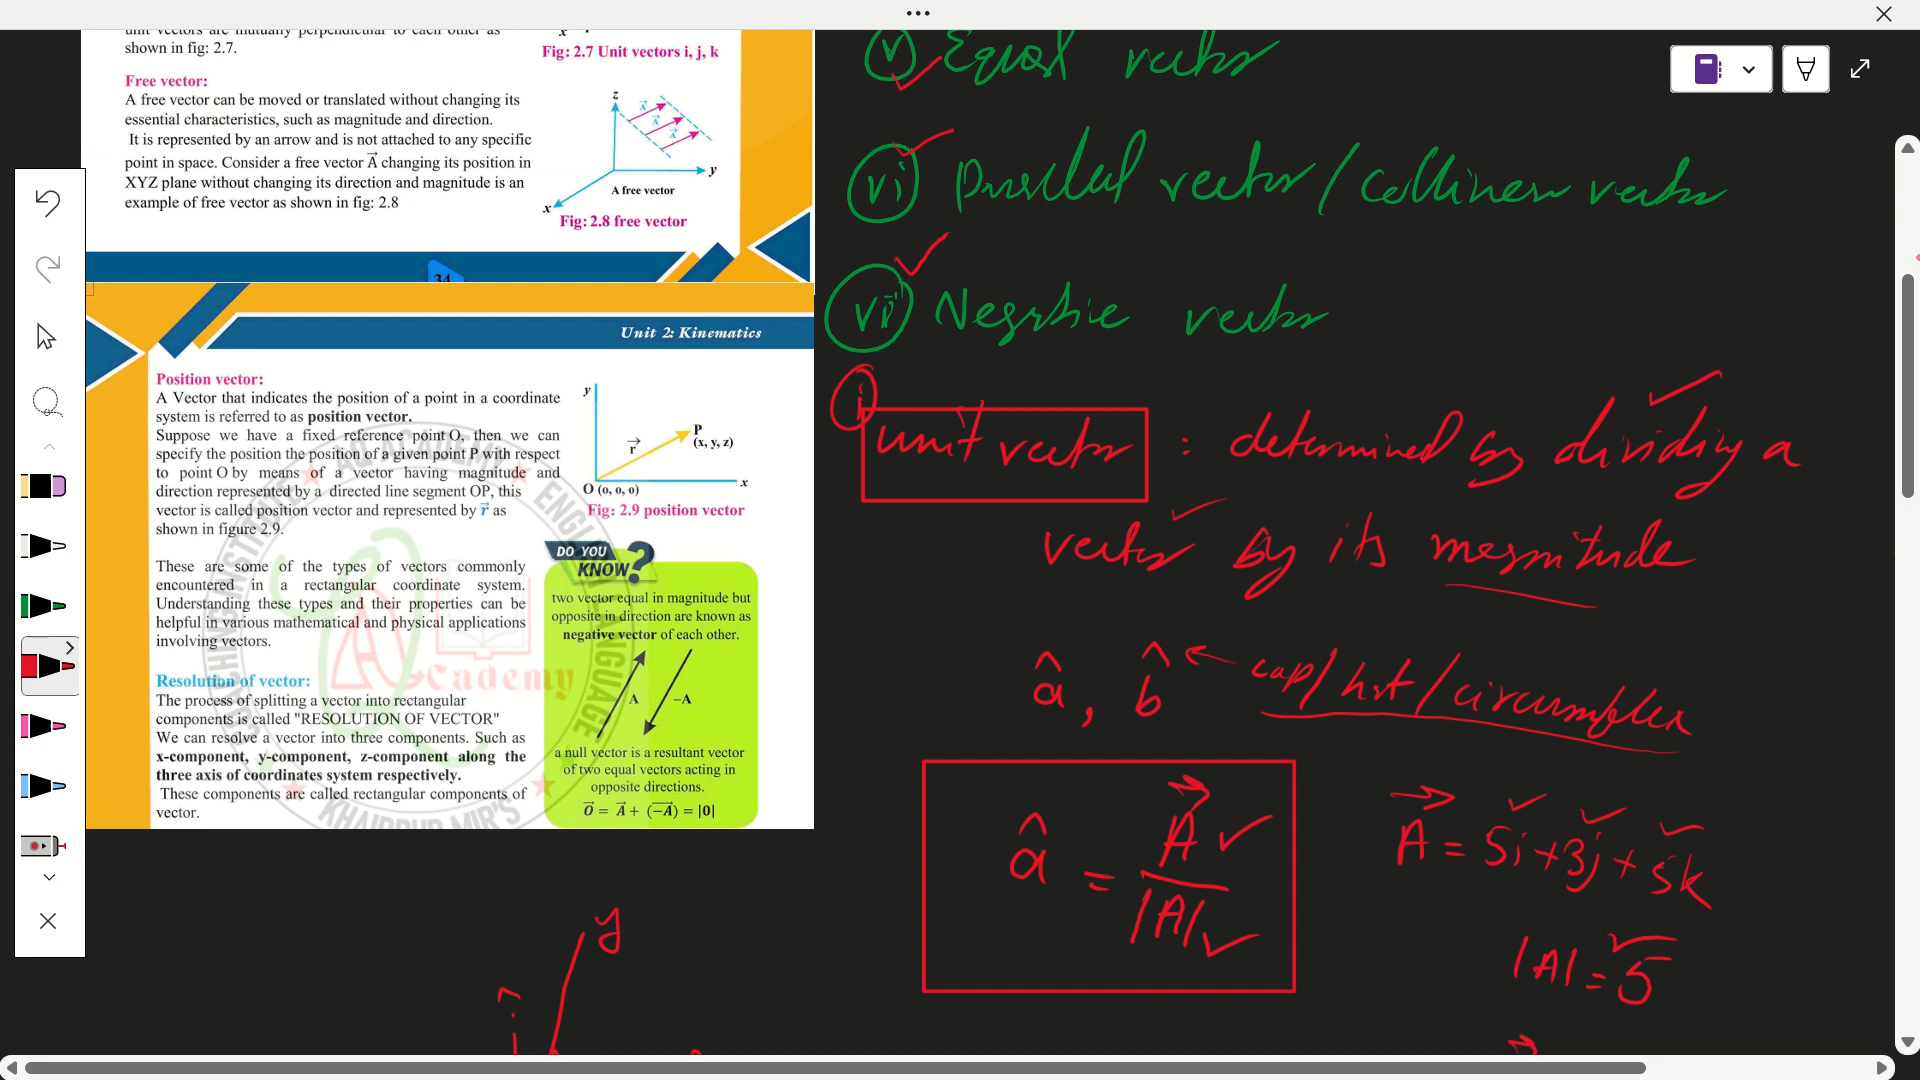 unit vectors are mutually perpendicular to each other as
shown in fig: 2.7.
x
Fig: 2.7 Unit vectors i, j, k
Free vector:
A free vector can be moved or translated without changing its
essential characteristics, such as magnitude and direction.
It is represented by an arrow and is not attached to any specific
point in space. Consider a free vector A⃗ changing its position in
XYZ plane without changing its direction and magnitude is an
example of free vector as shown in fig: 2.8
z
A⃗
A⃗
A⃗
y
A free vector
x
Fig: 2.8 free vector
34
Unit 2: Kinematics
Position vector:
A Vector that indicates the position of a point in a coordinate
system is referred to as position vector.
Suppose we have a fixed reference point O, then we can
specify the position the position of a given point P with respect
to point O by means of a vector having magnitude and
direction represented by a directed line segment OP, this
vector is called position vector and represented by r⃗ as
shown in figure 2.9.
y
P
(x, y, z)
r⃗
x
O (o, o, o)
Fig: 2.9 position vector
These are some of the types of vectors commonly
encountered in a rectangular coordinate system.
Understanding these types and their properties can be
helpful in various mathematical and physical applications
involving vectors.
Resolution of vector:
The process of splitting a vector into rectangular
components is called "RESOLUTION OF VECTOR"
We can resolve a vector into three components. Such as
x-component, y-component, z-component along the
three axis of coordinates system respectively.
These components are called rectangular components of
vector.
DO YOU
KNOW?
two vector equal in magnitude but
opposite in direction are known as
negative vector of each other.
A
–A
a null vector is a resultant vector
of two equal vectors acting in
opposite directions.
O⃗ = A⃗ + (−A⃗) = |0|
AQ ACADEMY
ENGLISH LANGUAGE
COACHING INSTITUTE
KHAIRPUR MIR'S
Academy
(v) Equal vector
(vi) Parallel vector / Collinear vector
(vii) Negative vector
(i)
unit vector : determined by dividing a
vector by its magnitude
â, b̂ ← cap/hat/circumflex
â = A⃗ / |A|
A⃗ = 5i + 3j + 5k
|A| = 5
y